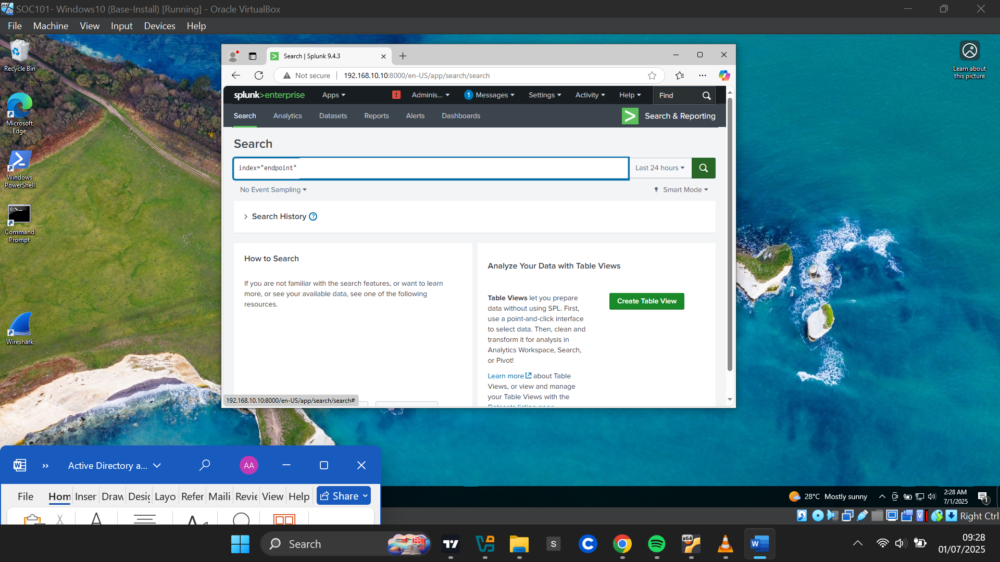 SOC101- Windows10 (Base-Install) [Running] - Oracle VirtualBox
File Machine View Input Devices Help
Recycle Bin
Learn about
this picture
Microsoft
Edge
Windows
PowerShell
Command
Prompt
Wireshark
Search | Splunk 9.4.3
Not secure 192.168.10.10:8000/en-US/app/search/search
splunk>enterprise Apps ! Adminis... 1 Messages Settings Activity Help Find
Search Analytics Datasets Reports Alerts Dashboards Search & Reporting
Search
index="endpoint" Last 24 hours
No Event Sampling Smart Mode
Search History ?
How to Search
If you are not familiar with the search features, or want to learn
more, or see your available data, see one of the following
resources.
Analyze Your Data with Table Views
Table Views let you prepare
data without using SPL. First,
use a point-and-click interface
to select data. Then, clean and
transform it for analysis in
Analytics Workspace, Search,
or Pivot!
Create Table View
Learn more about Table
Views, or view and manage
your Table Views with the
Datasets listing page
192.168.10.10:8000/en-US/app/search/search#
Active Directory a... AA
File Hom Inser Draw Desig Layo Refer Maili Revie View Help Share
28°C Mostly sunny 2:28 AM
7/1/2025
1
Right Ctrl
Search
09:28
01/07/2025